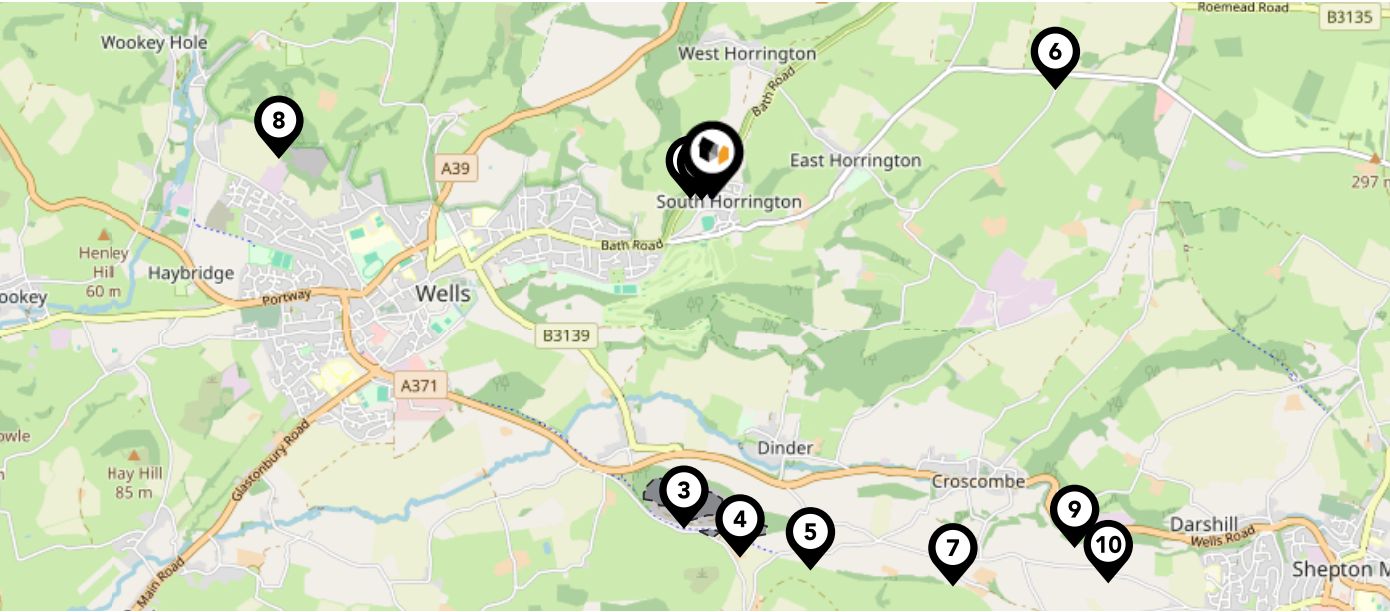 Roemead Road
B3135
Wookey Hole
West Horrington
6
Bath Road
8
A39
East Horrington
297 m
South Horrington
Bath Road
Henley
Hill
60 m
Haybridge
ookey
Portway
Wells
B3139
A371
owle
Glastonbury Road
Hay Hill
85 m
Dinder
Croscombe
3
4
5
7
9
10
Darshill
Wells Road
Shepton M
Main Road